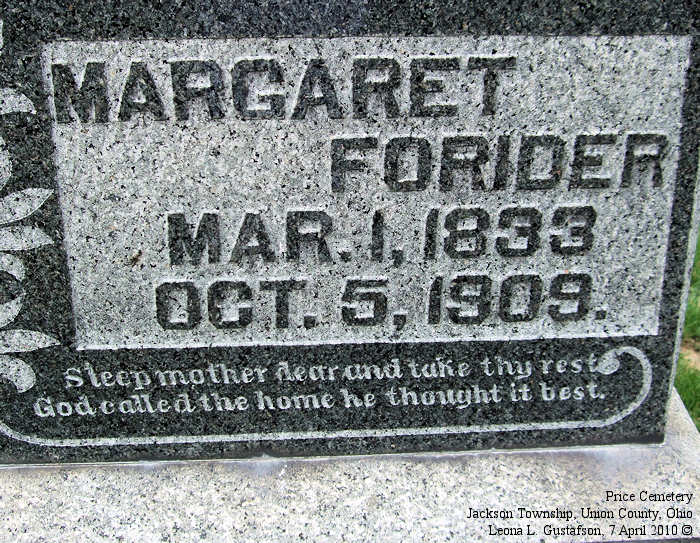 MARGARET
FORIDER
MAR. 1, 1833
OCT. 5, 1909.
Sleep mother dear and take thy rest
God called the home he thought it best.
Price Cemetery
Jackson Township, Union County, Ohio
Leona L. Gustafson, 7 April 2010 ©